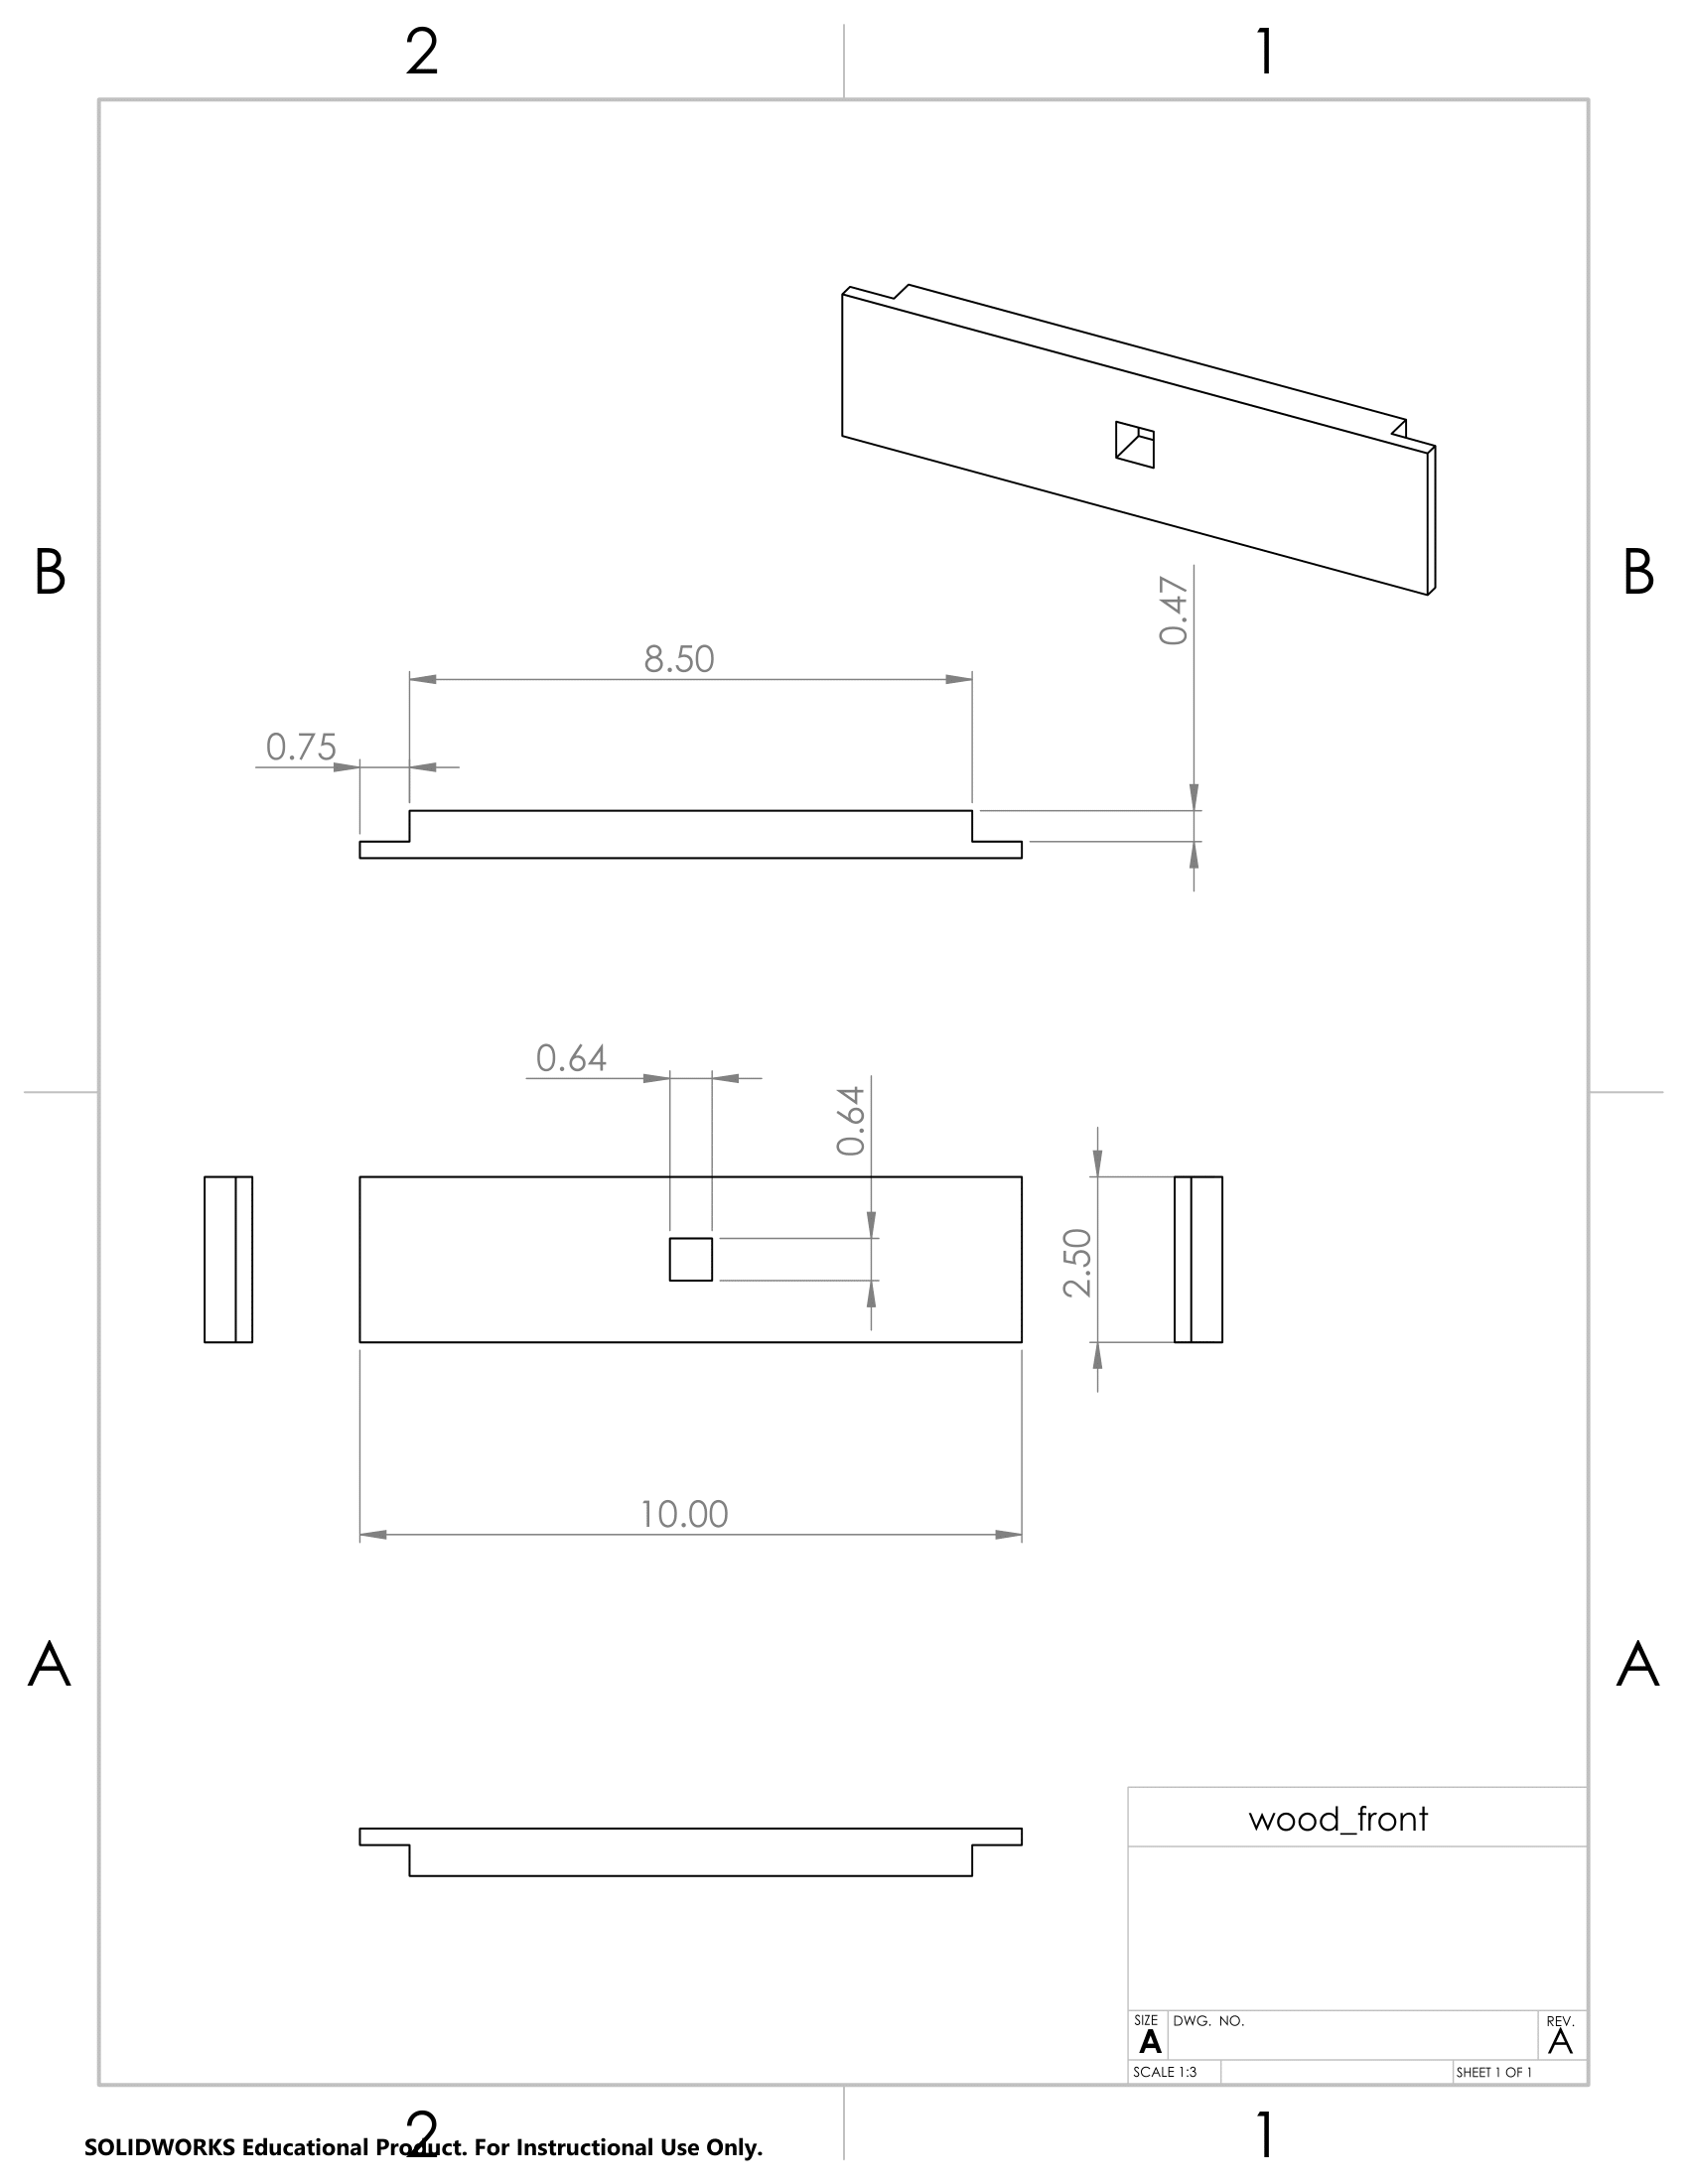 2 1
B B
0.47
8.50
0.75
0.64
0.64
2.50
10.00
A A
wood_front
SIZE DWG. NO. REV.
A A
SCALE 1:3 SHEET 1 OF 1
2 1
SOLIDWORKS Educational Product. For Instructional Use Only.